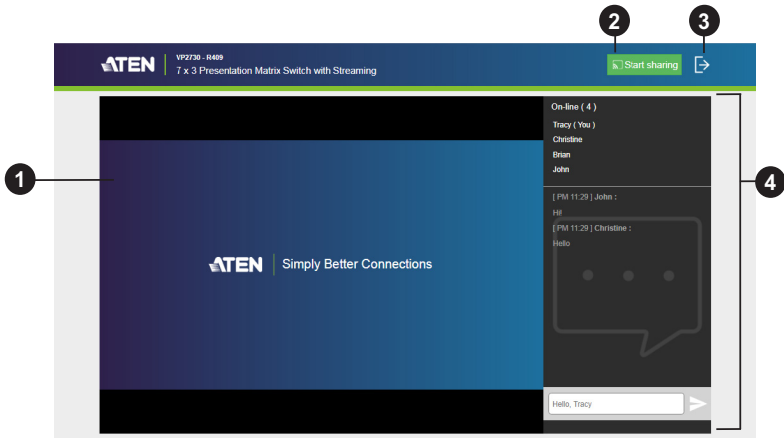 2
3
ATEN
VP2730 - R409
7 x 3 Presentation Matrix Switch with Streaming
Start sharing
On-line ( 4 )
Tracy ( You )
Christine
Brian
John
1
4
[ PM 11:29 ] John :
Hi!
[ PM 11:29 ] Christine :
Hello
ATEN
Simply Better Connections
Hello, Tracy